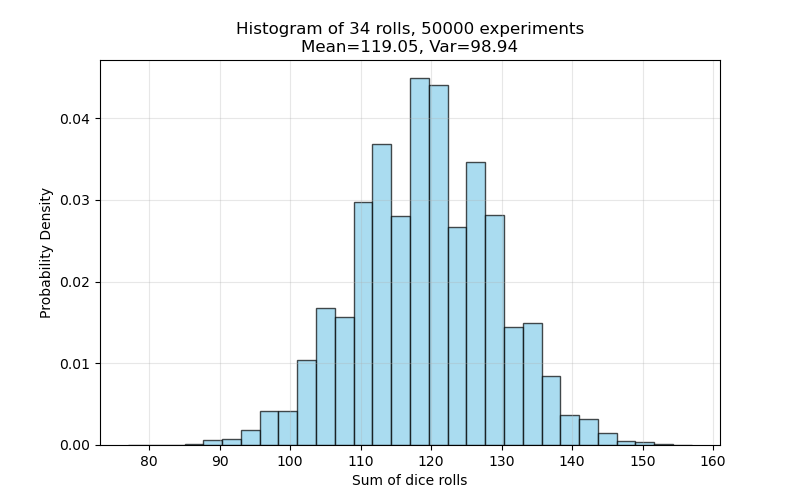 Histogram of 34 rolls, 50000 experiments
Mean=119.05, Var=98.94
Probability Density
0.04
0.03
0.02
0.01
0.00
80 90 100 110 120 130 140 150 160
Sum of dice rolls